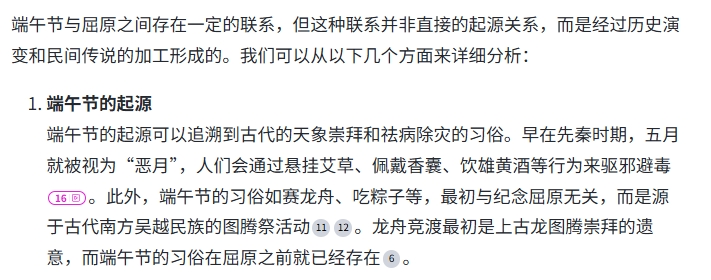 端午节与屈原之间存在一定的联系，但这种联系并非直接的起源关系，而是经过历史演
变和民间传说的加工形成的。我们可以从以下几个方面来详细分析：
1. 端午节的起源
端午节的起源可以追溯到古代的天象崇拜和祛病除灾的习俗。早在先秦时期，五月
就被视为“恶月”，人们会通过悬挂艾草、佩戴香囊、饮雄黄酒等行为来驱邪避毒
16 。此外，端午节的习俗如赛龙舟、吃粽子等，最初与纪念屈原无关，而是源
于古代南方吴越民族的图腾祭活动 11 12 。龙舟竞渡最初是上古龙图腾崇拜的遗
意，而端午节的习俗在屈原之前就已经存在 6 。